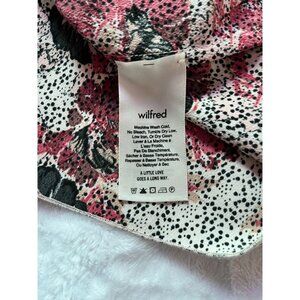 wilfred
Machine Wash Cold,
No Bleach, Tumble Dry Low,
Low Iron, Or Dry Clean
Laver À La Machine À
L'eau Froide,
Pas De Blanchiment,
Sécher À Basse Température,
Repasser À Basse Température,
Ou Nettoyer À Sec
A LITTLE LOVE
GOES A LONG WAY.